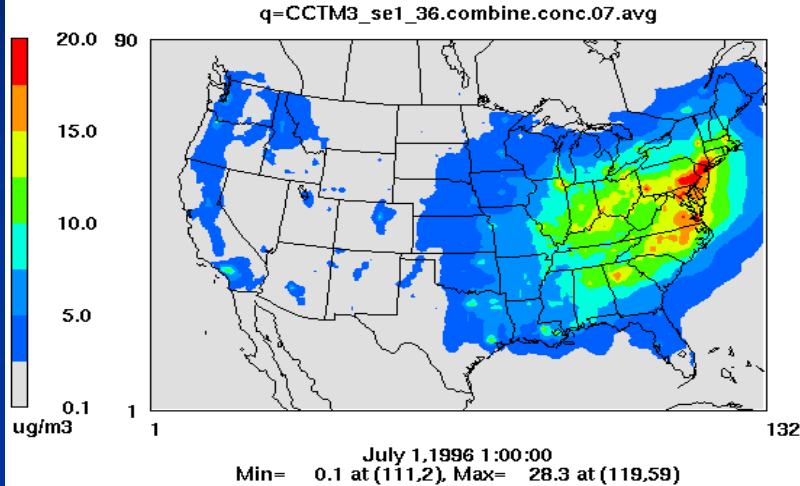 q=CCTM3_se1_36.combine.conc.07.avg
20.0
15.0
10.0
5.0
0.1
ug/m3
90
1
1
132
July 1,1996 1:00:00
Min= 0.1 at (111,2), Max= 28.3 at (119,59)